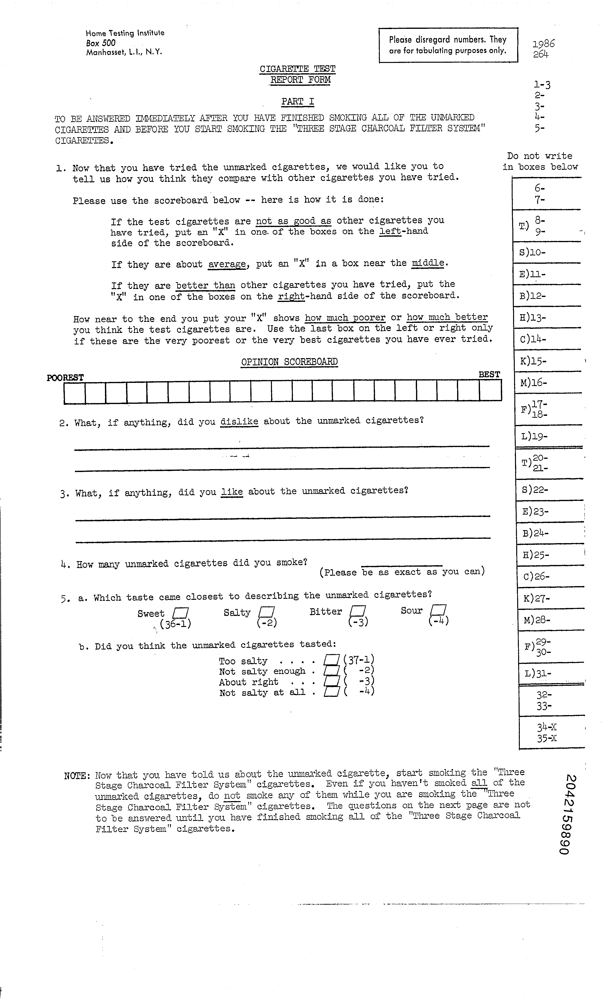 Home Testing Institute
Box 500
Manhasset, L.I., N.Y.
Please disregard numbers. They
are for tabulating purposes only.
1986
264
CIGARETTE TEST
REPORT FORM
PART I
1-3
2-
3-
4-
5-
TO BE ANSWERED IMMEDIATELY AFTER YOU HAVE FINISHED SMOKING ALL OF THE UNMARKED
CIGARETTES AND BEFORE YOU START SMOKING THE "THREE STAGE CHARCOAL FILTER SYSTEM"
CIGARETTES.
Do not write
in boxes below
1. Now that you have tried the unmarked cigarettes, we would like you to
tell us how you think they compare with other cigarettes you have tried.
Please use the scoreboard below -- here is how it is done:
If the test cigarettes are not as good as other cigarettes you
have tried, put an "X" in one of the boxes on the left-hand
side of the scoreboard.
If they are about average, put an "X" in a box near the middle.
If they are better than other cigarettes you have tried, put the
"X" in one of the boxes on the right-hand side of the scoreboard.
How near to the end you put your "X" shows how much poorer or how much better
you think the test cigarettes are. Use the last box on the left or right only
if these are the very poorest or the very best cigarettes you have ever tried.
OPINION SCOREBOARD
POOREST
BEST
2. What, if anything, did you dislike about the unmarked cigarettes?
3. What, if anything, did you like about the unmarked cigarettes?
4. How many unmarked cigarettes did you smoke?
(Please be as exact as you can)
5. a. Which taste came closest to describing the unmarked cigarettes?
Sweet Salty Bitter Sour
(36-1) (-2) (-3) (-4)
b. Did you think the unmarked cigarettes tasted:
Too salty . . . . (37-1)
Not salty enough . ( -2)
About right . . . ( -3)
Not salty at all . ( -4)
6-
7-
T) 8-
9-
S)10-
E)11-
B)12-
H)13-
C)14-
K)15-
M)16-
F)17-
18-
L)19-
T)20-
21-
S)22-
E)23-
B)24-
H)25-
C)26-
K)27-
M)28-
F)29-
30-
L)31-
32-
33-
34-X
35-X
NOTE: Now that you have told us about the unmarked cigarette, start smoking the "Three
Stage Charcoal Filter System" cigarettes. Even if you haven't smoked all of the
unmarked cigarettes, do not smoke any of them while you are smoking the "Three
Stage Charcoal Filter System" cigarettes. The questions on the next page are not
to be answered until you have finished smoking all of the "Three Stage Charcoal
Filter System" cigarettes.
2042159890